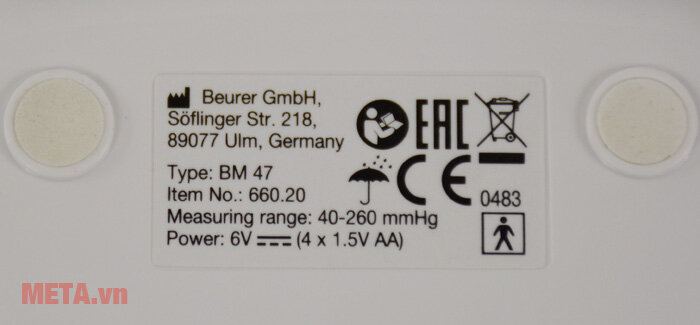 Beurer GmbH,
Söflinger Str. 218,
89077 Ulm, Germany
Type: BM 47
Item No.: 660.20
Measuring range: 40-260 mmHg
Power: 6V (4 x 1.5V AA)
EAC
CE 0483
META.vn